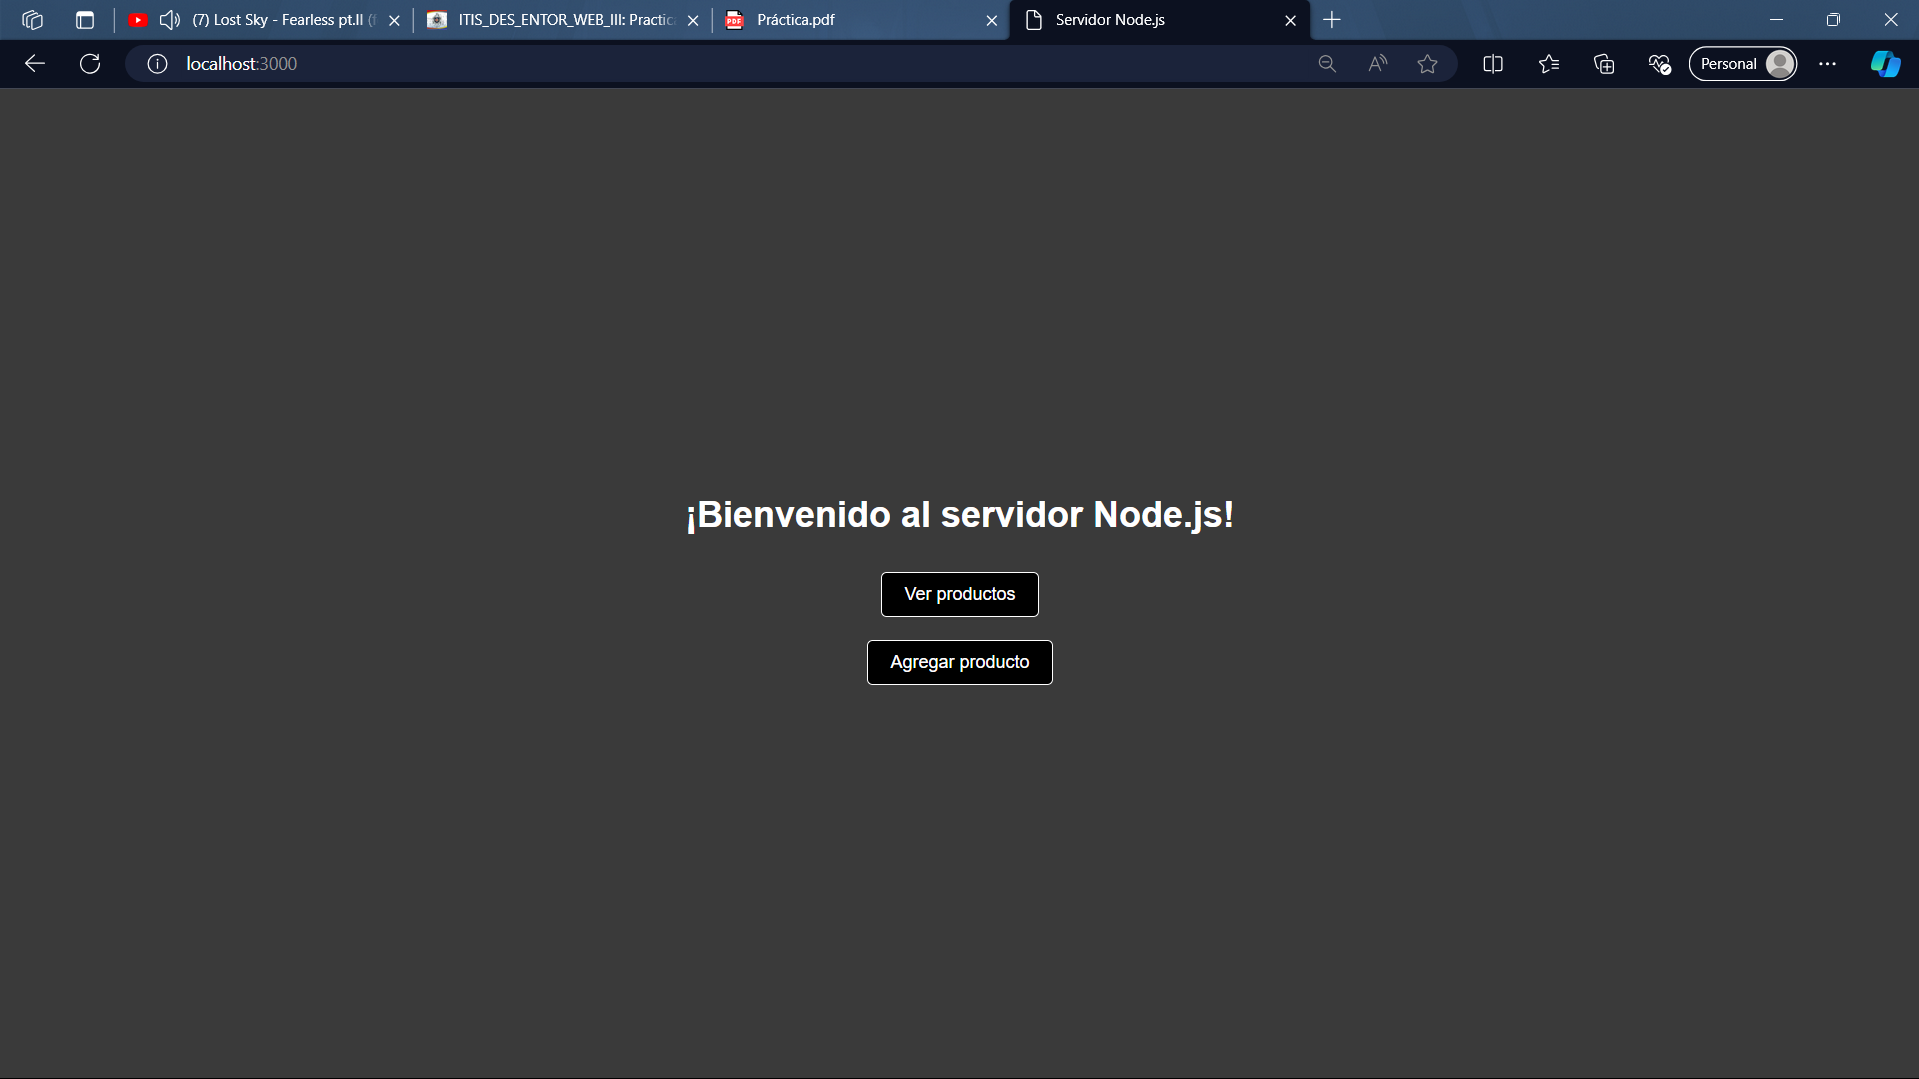 (7) Lost Sky - Fearless pt.II (f
ITIS_DES_ENTOR_WEB_III: Practic
PDF
Práctica.pdf
Servidor Node.js
localhost:3000
Personal
¡Bienvenido al servidor Node.js!
Ver productos
Agregar producto